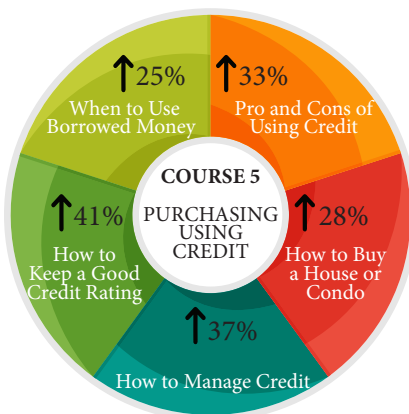 ↑25%
When to Use
Borrowed Money
↑33%
Pro and Cons of
Using Credit
COURSE 5
PURCHASING
USING
CREDIT
↑28%
How to Buy
a House or
Condo
↑41%
How to
Keep a Good
Credit Rating
↑37%
How to Manage Credit